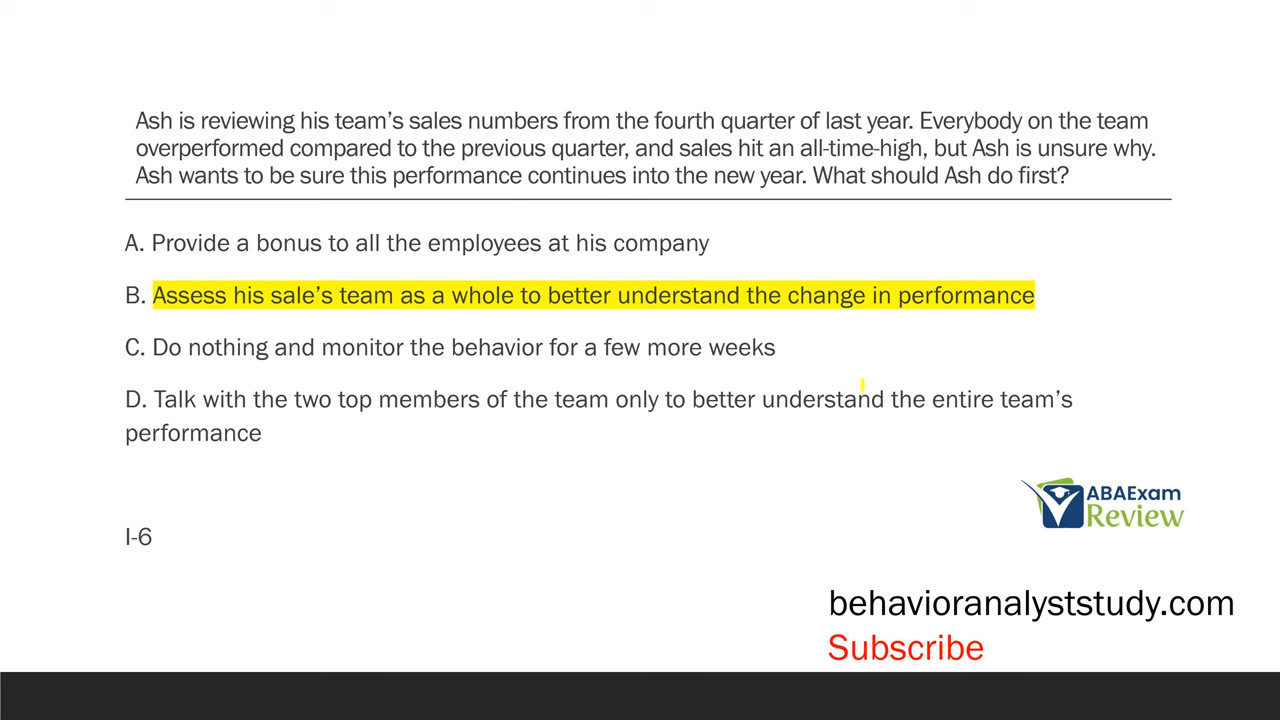 Ash is reviewing his team's sales numbers from the fourth quarter of last year. Everybody on the team
overperformed compared to the previous quarter, and sales hit an all-time-high, but Ash is unsure why.
Ash wants to be sure this performance continues into the new year. What should Ash do first?
A. Provide a bonus to all the employees at his company
B. Assess his sale's team as a whole to better understand the change in performance
C. Do nothing and monitor the behavior for a few more weeks
D. Talk with the two top members of the team only to better understand the entire team's
performance
ABAExam
Review
I-6
behavioranalyststudy.com
Subscribe